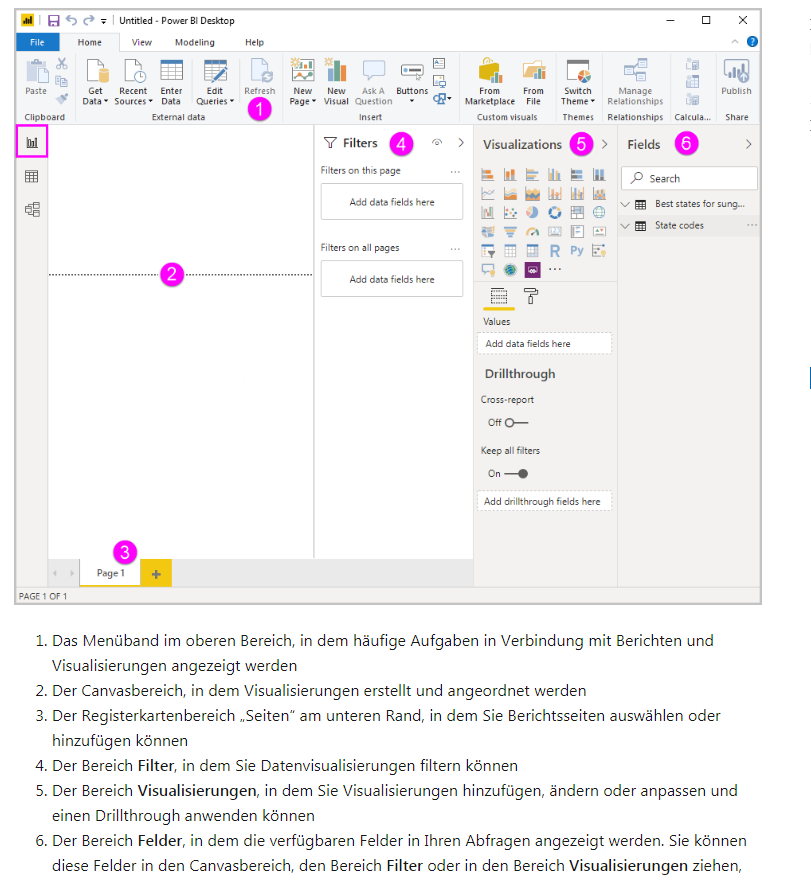 Untitled - Power BI Desktop
File Home View Modeling Help
Paste
Get Data
Recent Sources
Enter Data
Edit Queries
Refresh
New Page
New Visual
Ask A Question
Buttons
From Marketplace
From File
Switch Theme
Manage Relationships
Publish
Clipboard External data Insert Custom visuals Themes Relationships Calcula... Share
1
Filters 4
Filters on this page ...
Add data fields here
Filters on all pages ...
Add data fields here
2
3
Page 1 +
PAGE 1 OF 1
Visualizations 5
R Py
...
Values
Add data fields here
Drillthrough
Cross-report
Off
Keep all filters
On
Add drillthrough fields here
Fields 6
Search
Best states for sung...
State codes ...
1. Das Menüband im oberen Bereich, in dem häufige Aufgaben in Verbindung mit Berichten und
Visualisierungen angezeigt werden
2. Der Canvasbereich, in dem Visualisierungen erstellt und angeordnet werden
3. Der Registerkartenbereich „Seiten“ am unteren Rand, in dem Sie Berichtsseiten auswählen oder
hinzufügen können
4. Der Bereich Filter, in dem Sie Datenvisualisierungen filtern können
5. Der Bereich Visualisierungen, in dem Sie Visualisierungen hinzufügen, ändern oder anpassen und
einen Drillthrough anwenden können
6. Der Bereich Felder, in dem die verfügbaren Felder in Ihren Abfragen angezeigt werden. Sie können
diese Felder in den Canvasbereich, den Bereich Filter oder in den Bereich Visualisierungen ziehen,